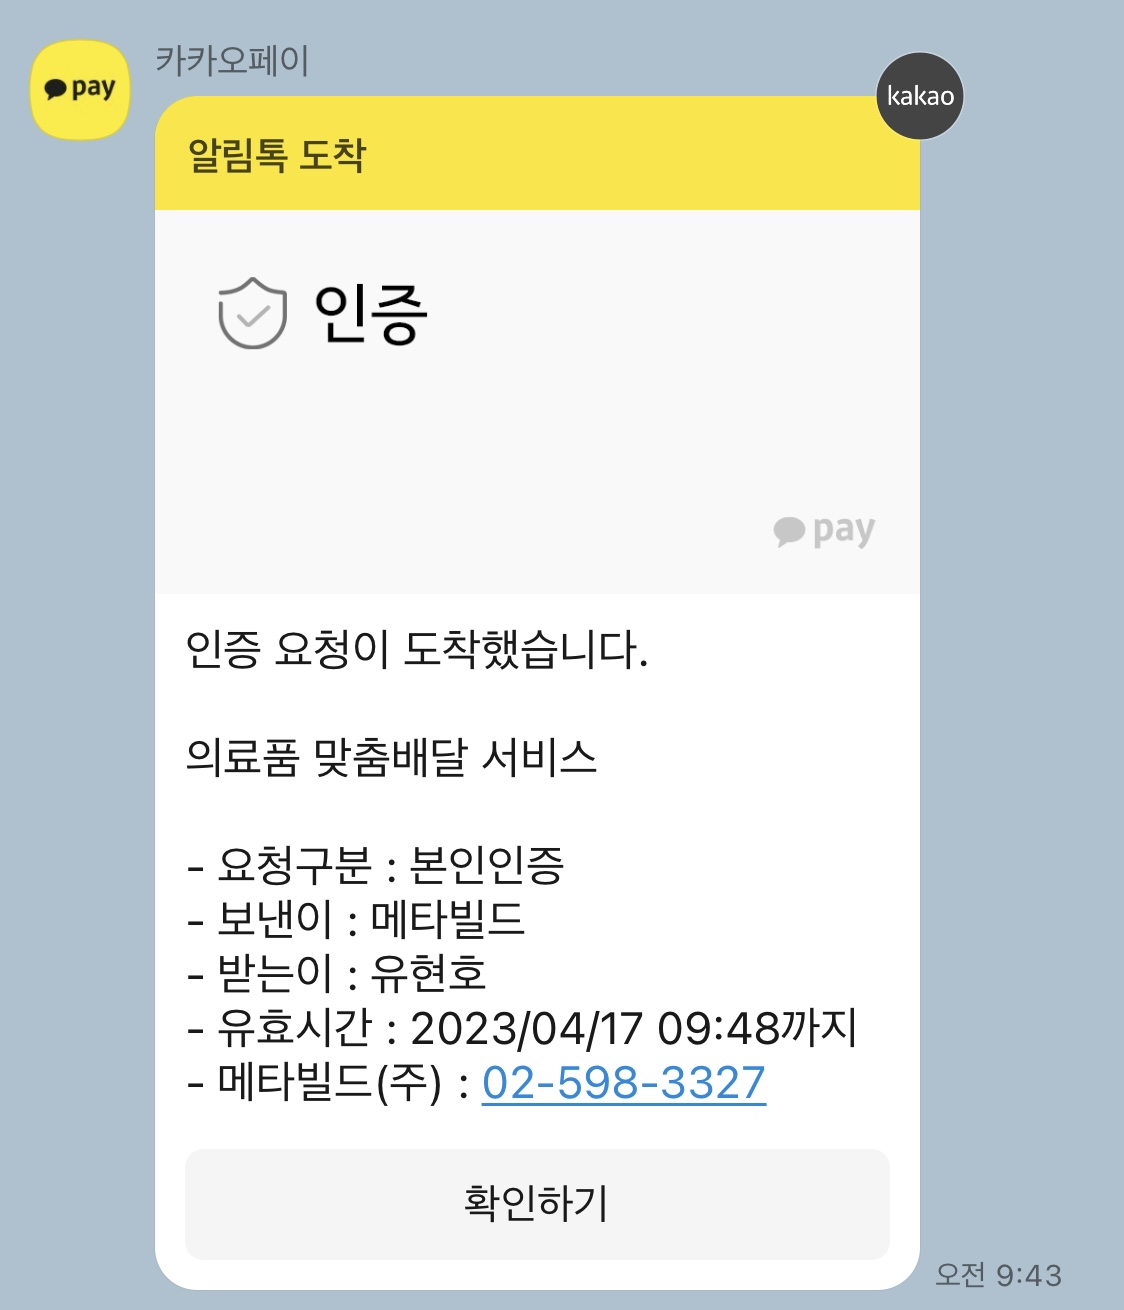 pay
카카오페이
kakao
알림톡 도착
인증
pay
인증 요청이 도착했습니다.
의료품 맞춤배달 서비스
- 요청구분 : 본인인증
- 보낸이 : 메타빌드
- 받는이 : 유현호
- 유효시간 : 2023/04/17 09:48까지
- 메타빌드(주) : 02-598-3327
확인하기
오전 9:43